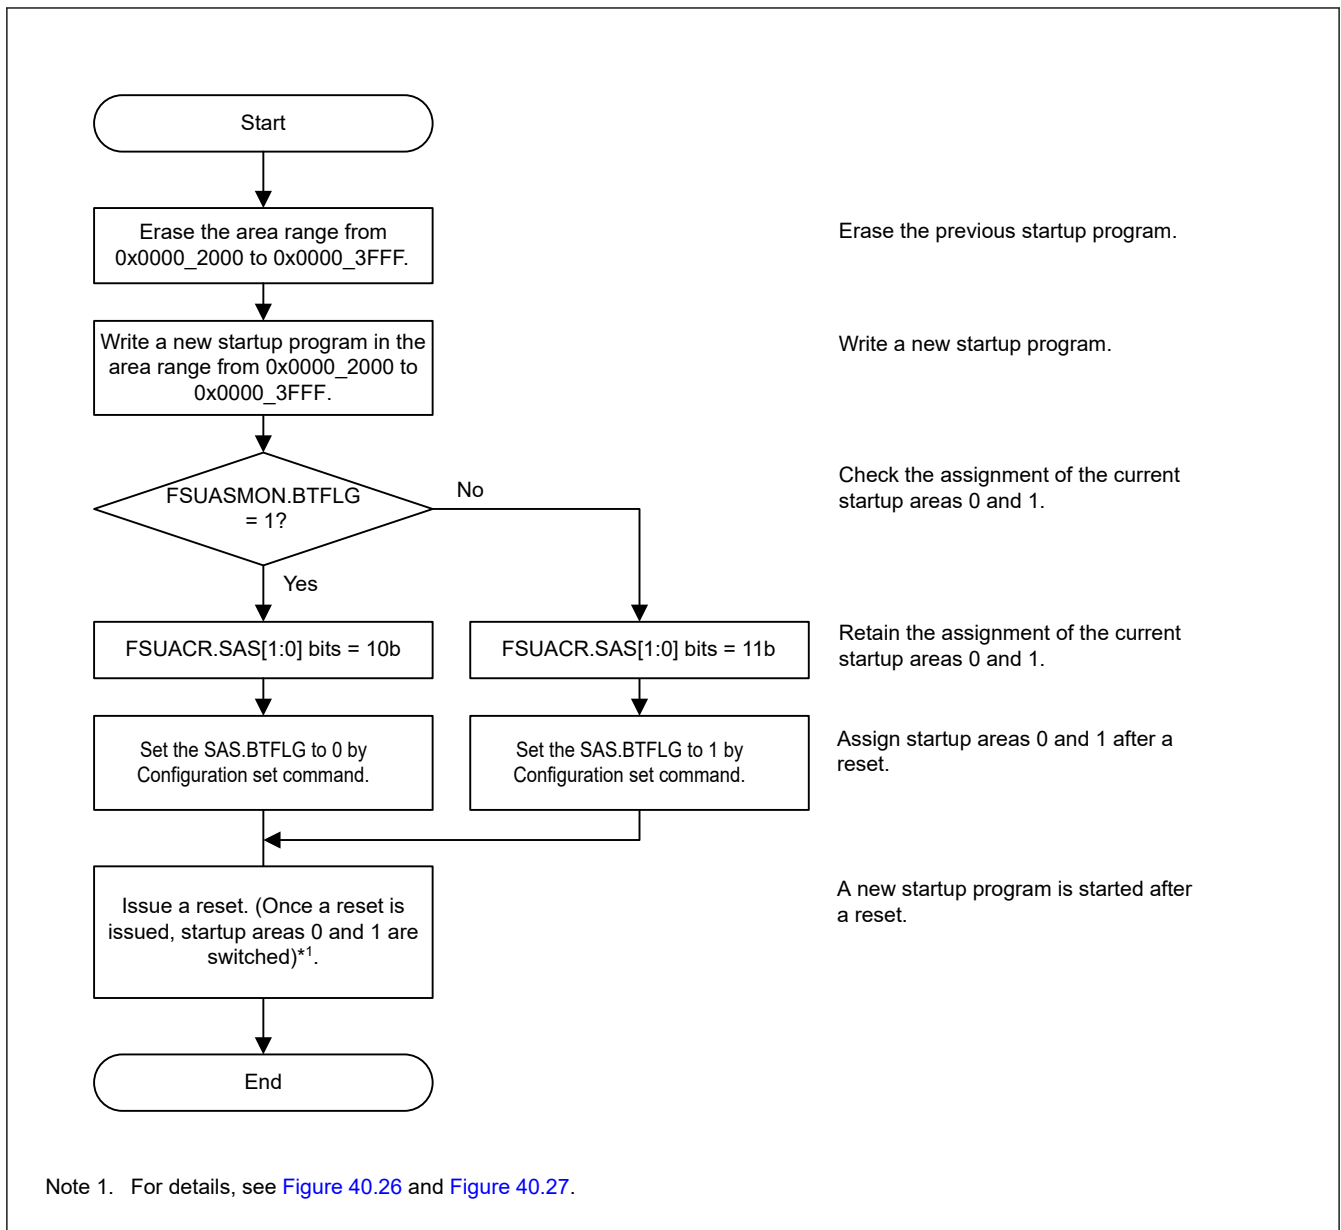 Start
Erase the area range from
0x0000_2000 to 0x0000_3FFF.
Erase the previous startup program.
Write a new startup program in the
area range from 0x0000_2000 to
0x0000_3FFF.
Write a new startup program.
FSUASMON.BTFLG
= 1?
No
Yes
Check the assignment of the current
startup areas 0 and 1.
FSUACR.SAS[1:0] bits = 10b
FSUACR.SAS[1:0] bits = 11b
Retain the assignment of the current
startup areas 0 and 1.
Set the SAS.BTFLG to 0 by
Configuration set command.
Set the SAS.BTFLG to 1 by
Configuration set command.
Assign startup areas 0 and 1 after a
reset.
Issue a reset. (Once a reset is
issued, startup areas 0 and 1 are
switched)*1.
A new startup program is started after
a reset.
End
Note 1. For details, see Figure 40.26 and Figure 40.27.